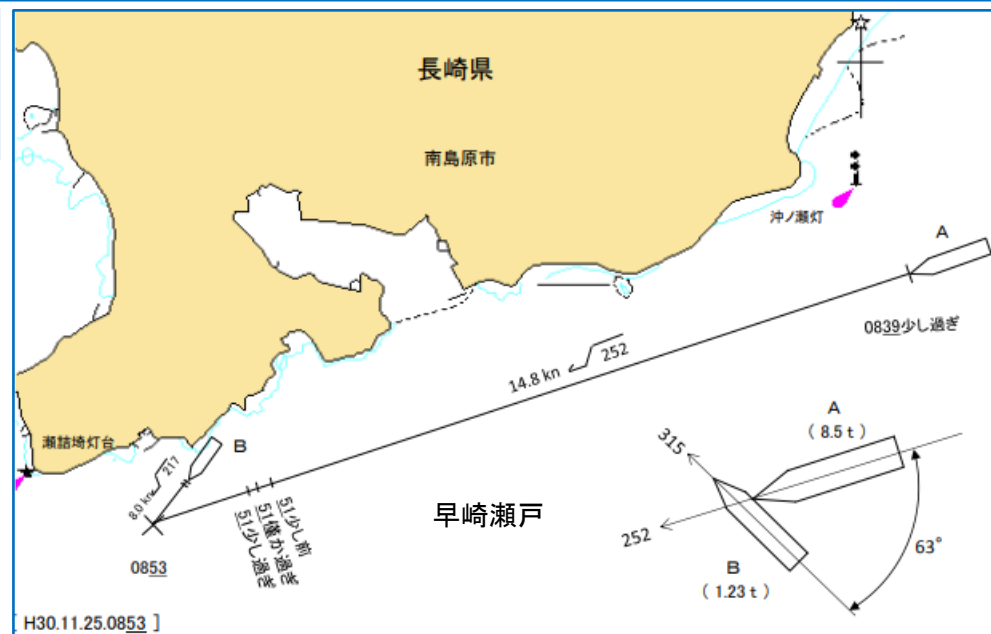 長崎県
南島原市
沖ノ瀬灯
A
0839少し過ぎ
252
14.8 kn
瀬詰埼灯台
B
217
8.0 kn
0853
51少し前
51僅か過ぎ
51少し過ぎ
早崎瀬戸
A
( 8.5 t )
315
252
63°
B
( 1.23 t )
[ H30.11.25.0853 ]